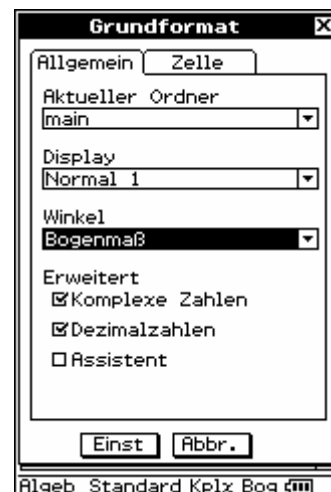 Grundformat
Allgemein Zelle
Aktueller Ordner
main
Display
Normal 1
Winkel
Bogenmaß
Erweitert
Komplexe Zahlen
Dezimalzahlen
Assistent
Einst Abbr.
Algeb Standard Kplx Bog